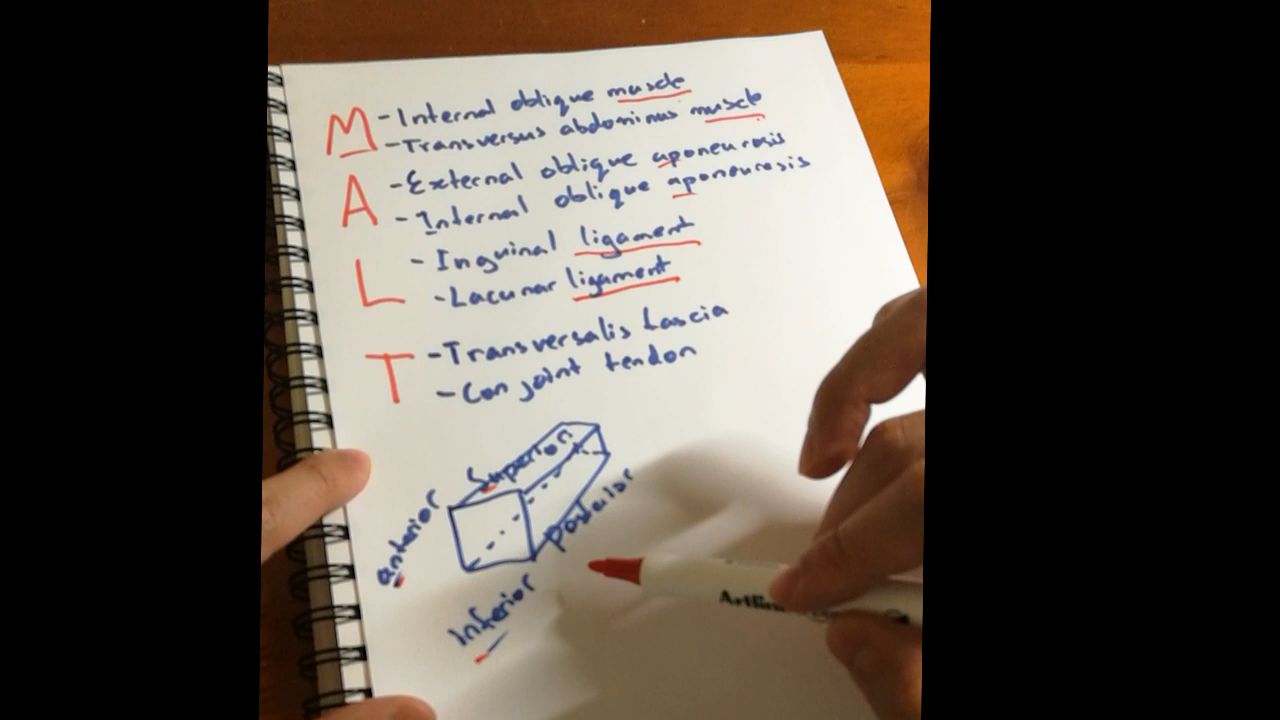 M
- Internal oblique muscle
- Transversus abdominus muscle
A
- External oblique aponeurosis
- Internal oblique aponeurosis
L
- Inguinal ligament
- Lacunar ligament
T
- Transversalis fascia
- Conjoint tendon
Superior
anterior
Posterior
Inferior
Artline